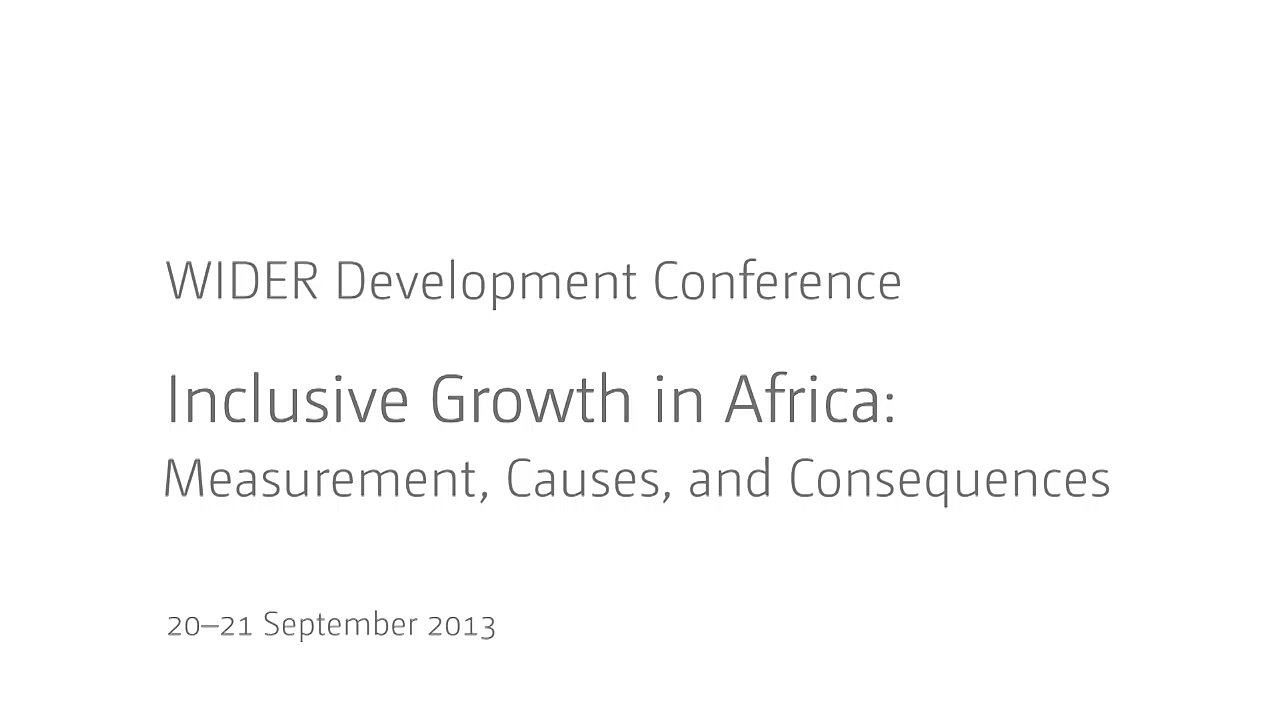 WIDER Development Conference
Inclusive Growth in Africa:
Measurement, Causes, and Consequences
20–21 September 2013